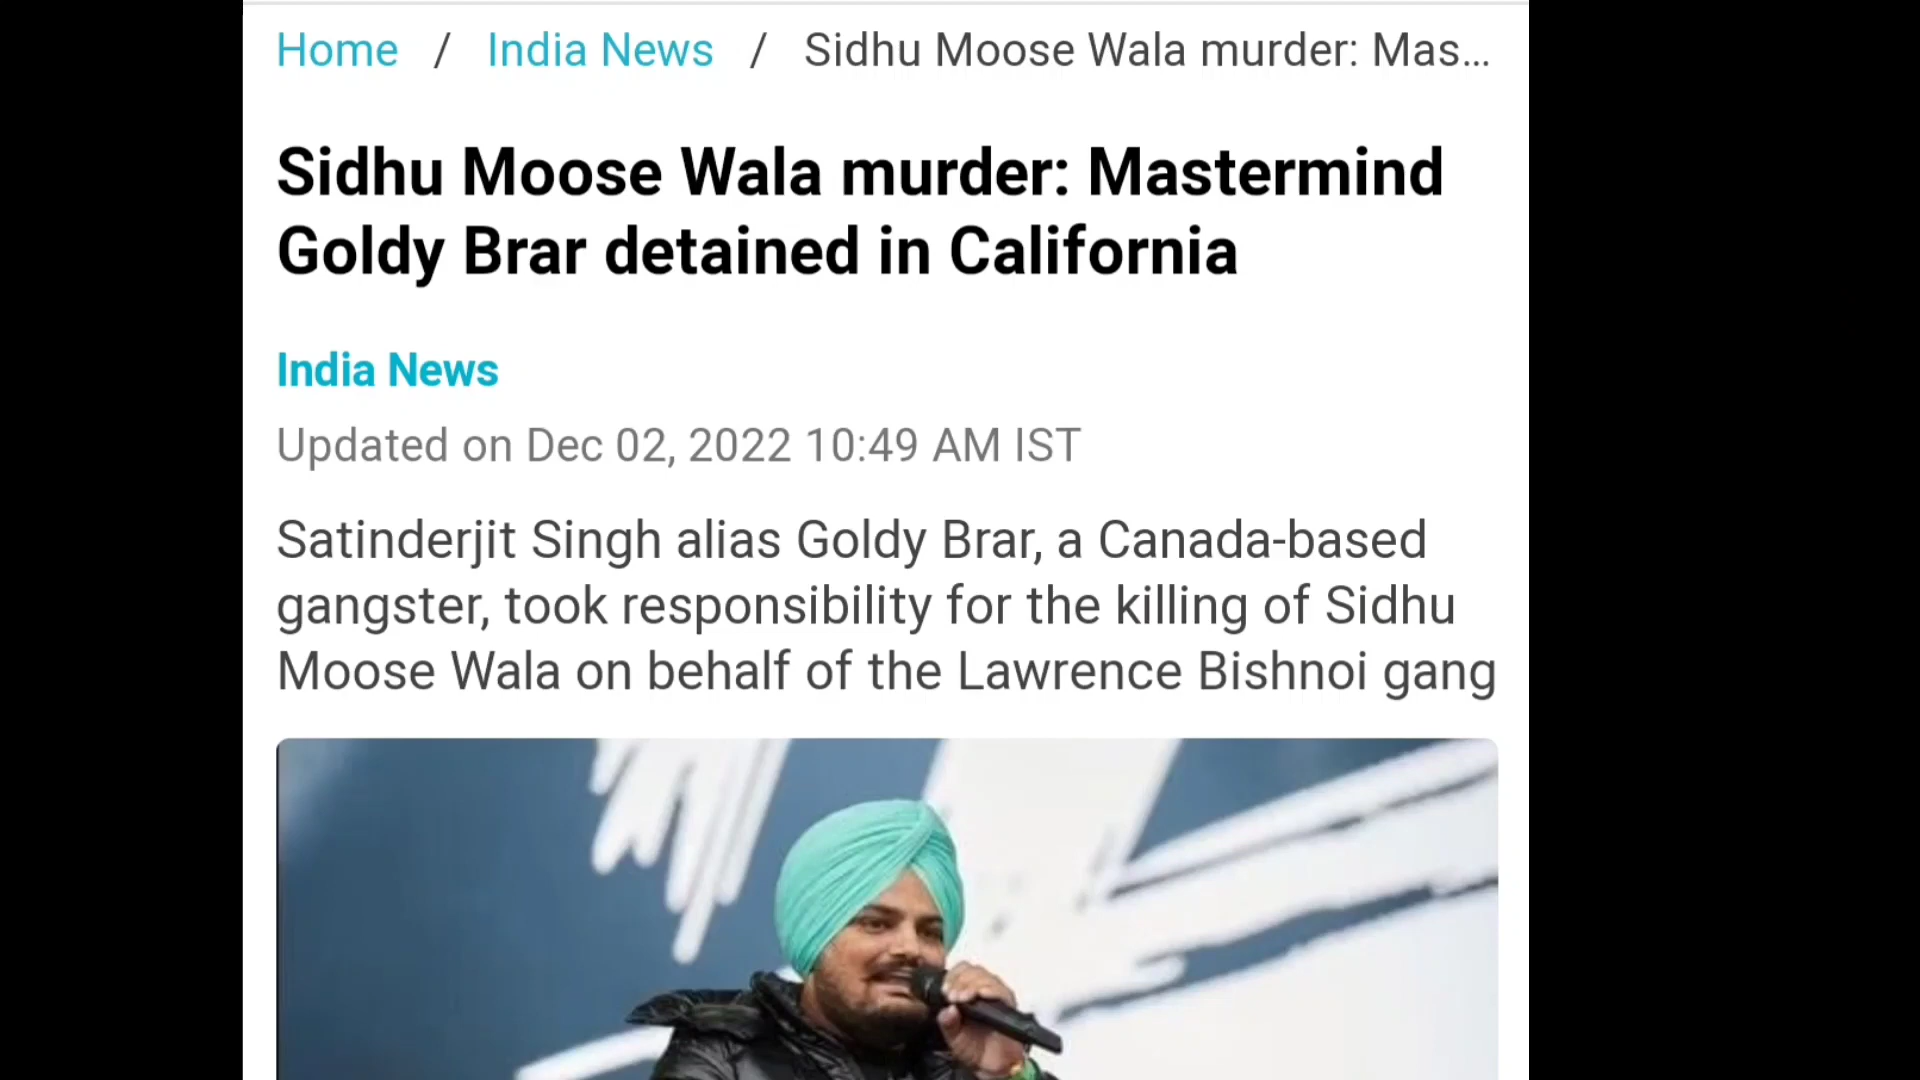 Home / India News / Sidhu Moose Wala murder: Mas...
Sidhu Moose Wala murder: Mastermind
Goldy Brar detained in California
India News
Updated on Dec 02, 2022 10:49 AM IST
Satinderjit Singh alias Goldy Brar, a Canada-based
gangster, took responsibility for the killing of Sidhu
Moose Wala on behalf of the Lawrence Bishnoi gang